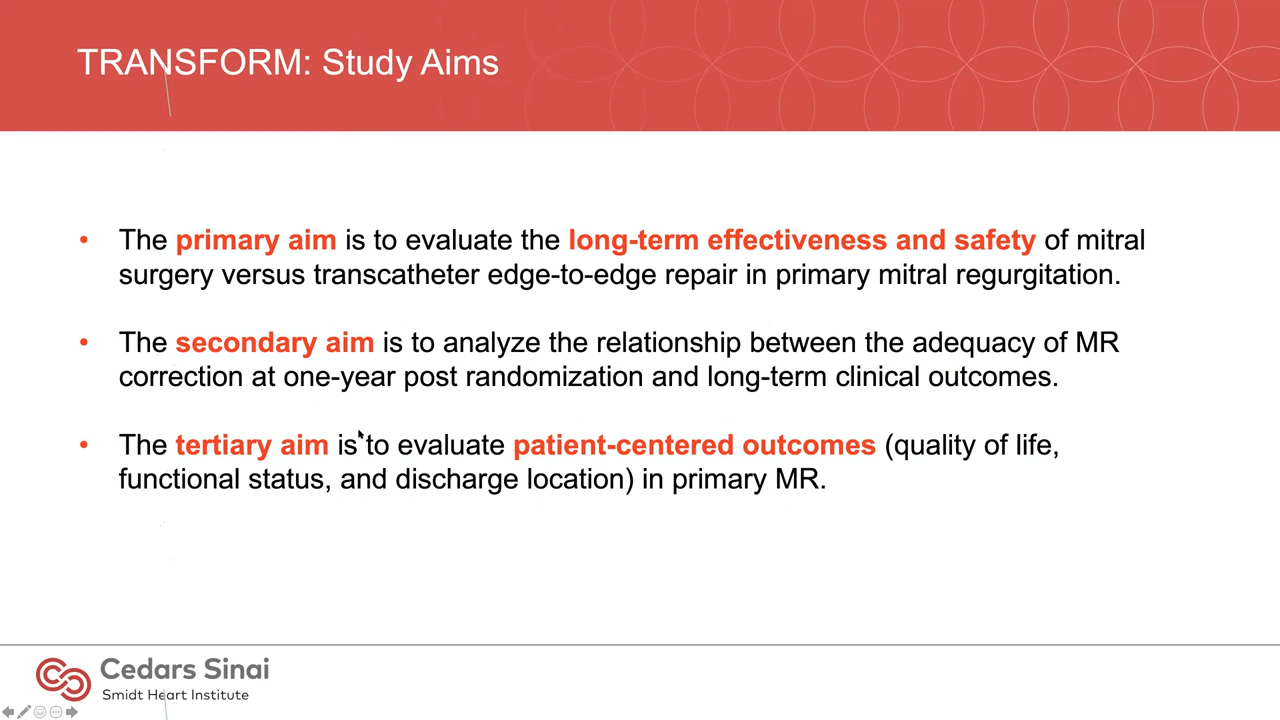 TRANSFORM: Study Aims
• The primary aim is to evaluate the long-term effectiveness and safety of mitral
surgery versus transcatheter edge-to-edge repair in primary mitral regurgitation.
• The secondary aim is to analyze the relationship between the adequacy of MR
correction at one-year post randomization and long-term clinical outcomes.
• The tertiary aim is to evaluate patient-centered outcomes (quality of life,
functional status, and discharge location) in primary MR.
Cedars Sinai
Smidt Heart Institute